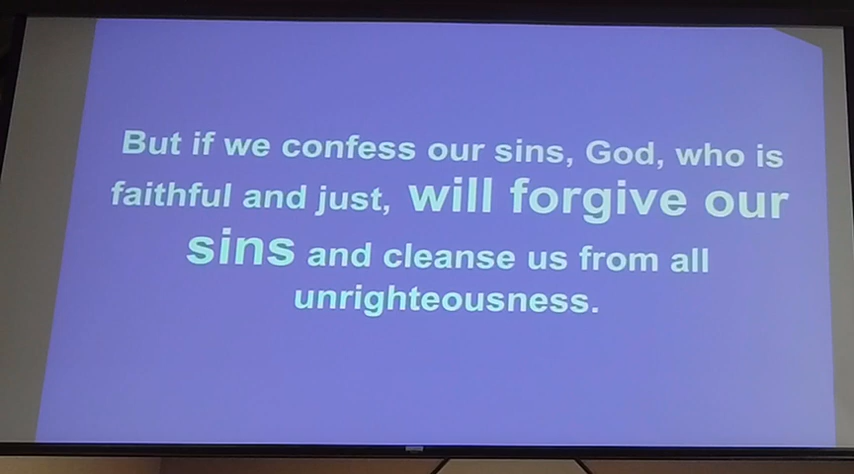 But if we confess our sins, God, who is
faithful and just, will forgive our
sins and cleanse us from all
unrighteousness.